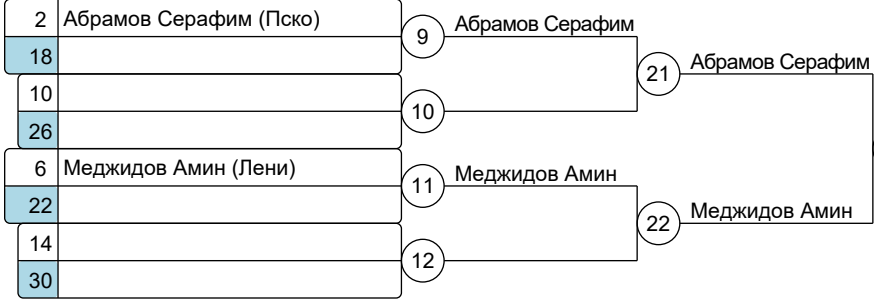 2 Абрамов Серафим (Пско)
9 Абрамов Серафим
18
21 Абрамов Серафим
10
10
26
6 Меджидов Амин (Лени)
11 Меджидов Амин
22
22 Меджидов Амин
14
12
30